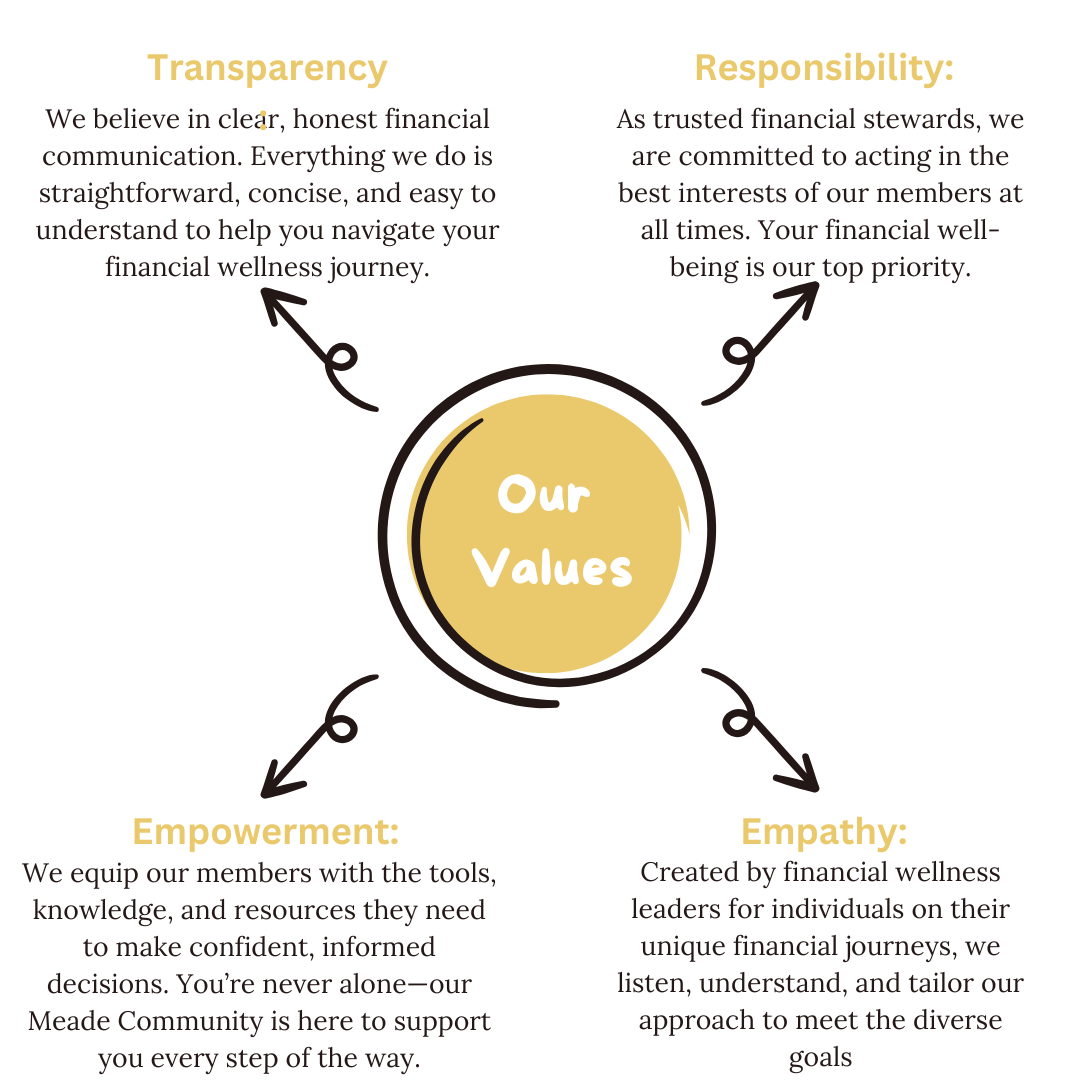 Transparency
:
We believe in clear, honest financial
communication. Everything we do is
straightforward, concise, and easy to
understand to help you navigate your
financial wellness journey.
Responsibility:
As trusted financial stewards, we
are committed to acting in the
best interests of our members at
all times. Your financial well-
being is our top priority.
Our
Values
Empowerment:
We equip our members with the tools,
knowledge, and resources they need
to make confident, informed
decisions. You’re never alone—our
Meade Community is here to support
you every step of the way.
Empathy:
Created by financial wellness
leaders for individuals on their
unique financial journeys, we
listen, understand, and tailor our
approach to meet the diverse
goals